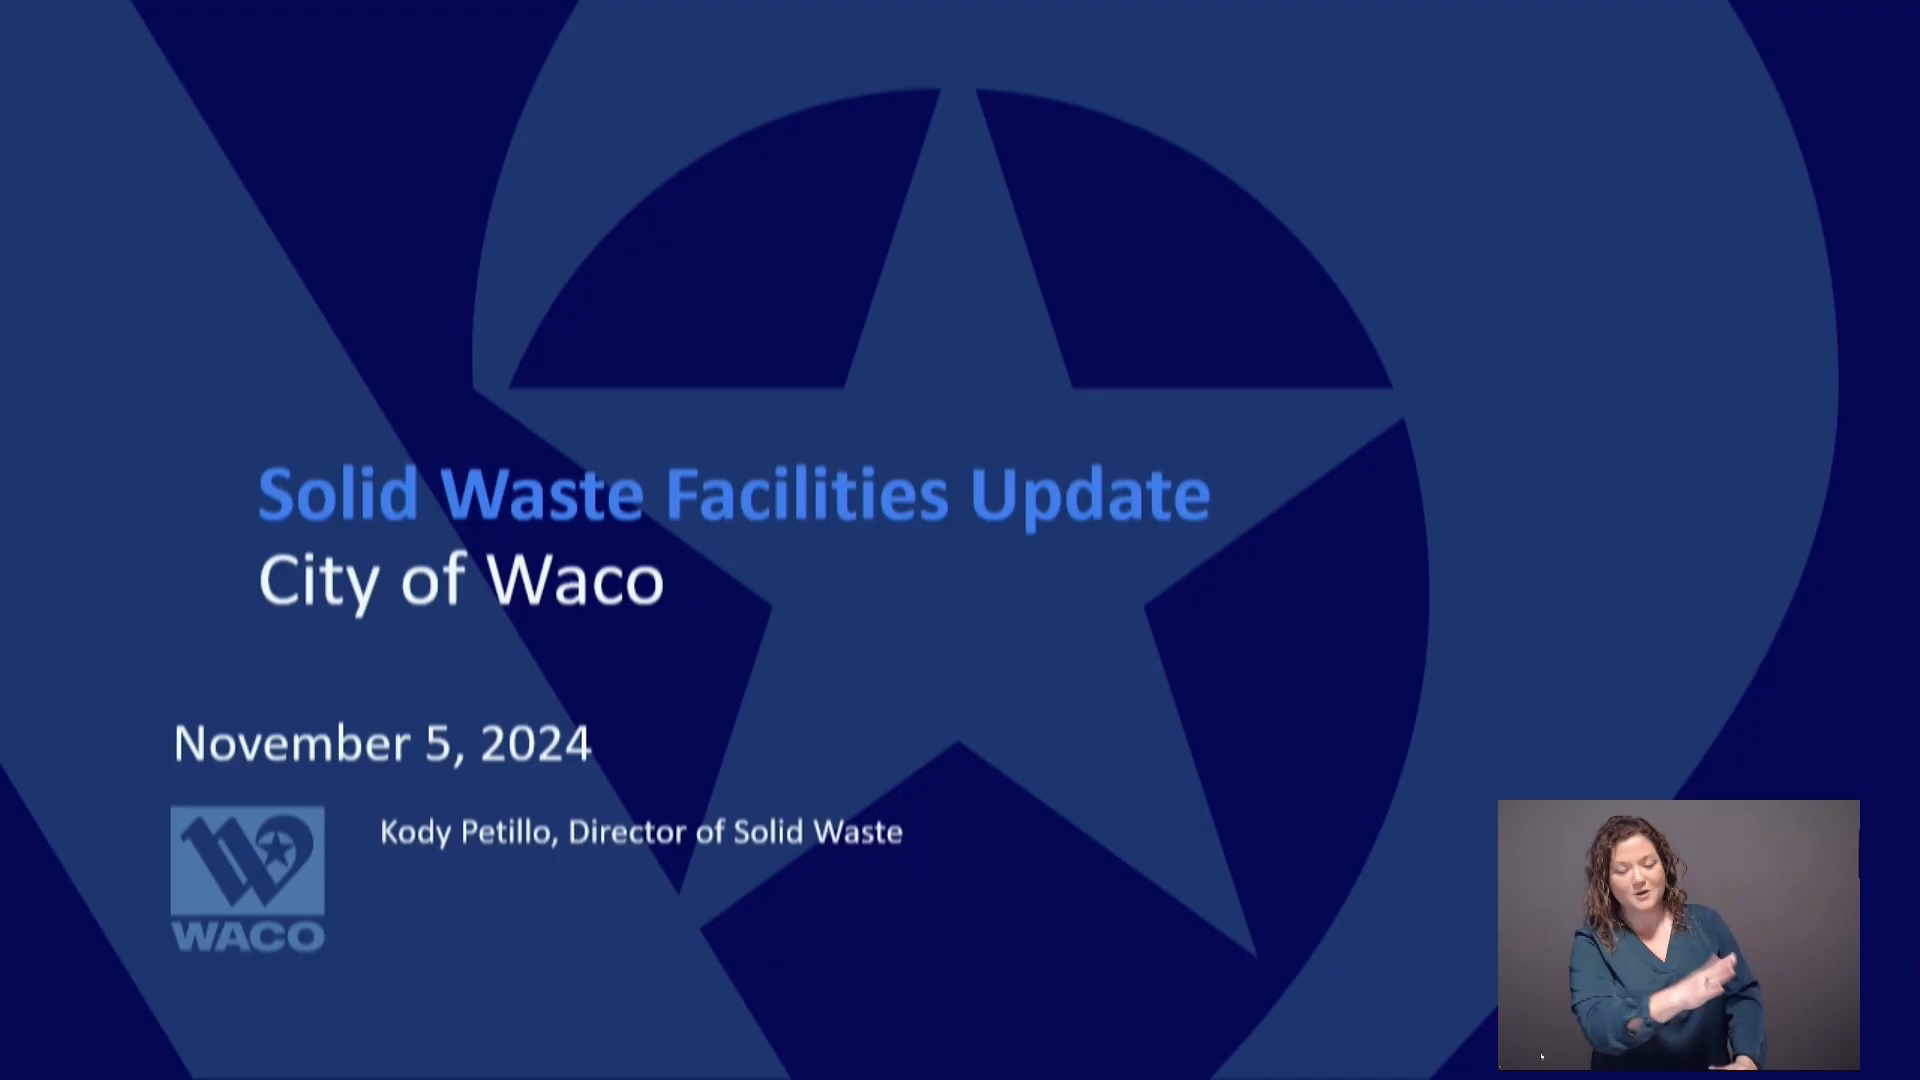 Solid Waste Facilities Update
City of Waco
November 5, 2024
Kody Petillo, Director of Solid Waste
WACO